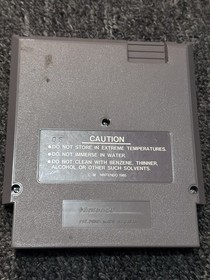 CAUTION
●DO NOT STORE IN EXTREME TEMPERATURES.
●DO NOT IMMERSE IN WATER.
●DO NOT CLEAN WITH BENZENE, THINNER,
ALCOHOL OR OTHER SUCH SOLVENTS.
NINTENDO